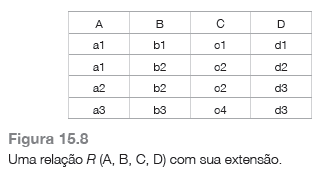 A B C D
a1 b1 c1 d1
a1 b2 c2 d2
a2 b2 c2 d3
a3 b3 c4 d3
Figura 15.8
Uma relação R (A, B, C, D) com sua extensão.